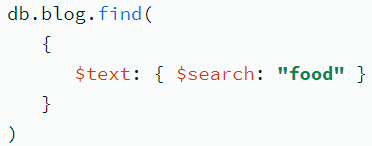 db.blog.find(
{
$text: { $search: "food" }
}
)